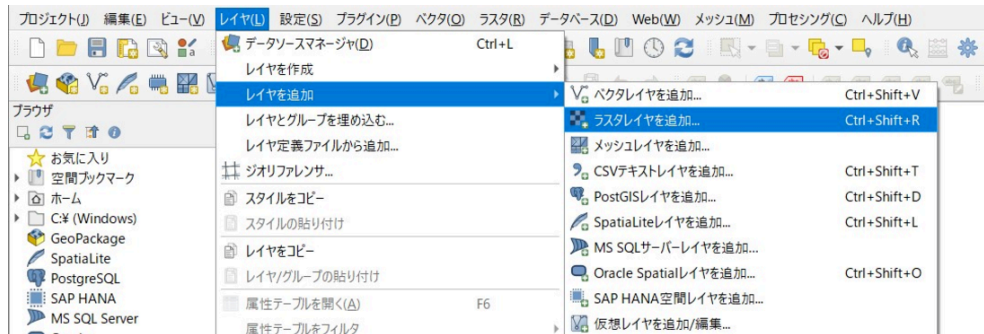 プロジェクト(J) 編集(E) ビュー(V) レイヤ(L) 設定(S) プラグイン(P) ベクタ(O) ラスタ(R) データベース(D) Web(W) メッシュ(M) プロセシング(C) ヘルプ(H)
データソースマネージャ(D) Ctrl+L
レイヤを作成
レイヤを追加
レイヤとグループを埋め込む...
レイヤ定義ファイルから追加...
ジオリファレンサ...
スタイルをコピー
スタイルの貼り付け
レイヤをコピー
レイヤ/グループの貼り付け
属性テーブルを開く(A) F6
属性テーブルをフィルタ
ベクタレイヤを追加... Ctrl+Shift+V
ラスタレイヤを追加... Ctrl+Shift+R
メッシュレイヤを追加...
CSVテキストレイヤを追加... Ctrl+Shift+T
PostGISレイヤを追加... Ctrl+Shift+D
SpatiaLiteレイヤを追加... Ctrl+Shift+L
MS SQLサーバーレイヤを追加...
Oracle Spatialレイヤを追加... Ctrl+Shift+O
SAP HANA空間レイヤを追加...
仮想レイヤを追加/編集...
ブラウザ
お気に入り
空間ブックマーク
ホーム
C:¥ (Windows)
GeoPackage
SpatiaLite
PostgreSQL
SAP HANA
MS SQL Server